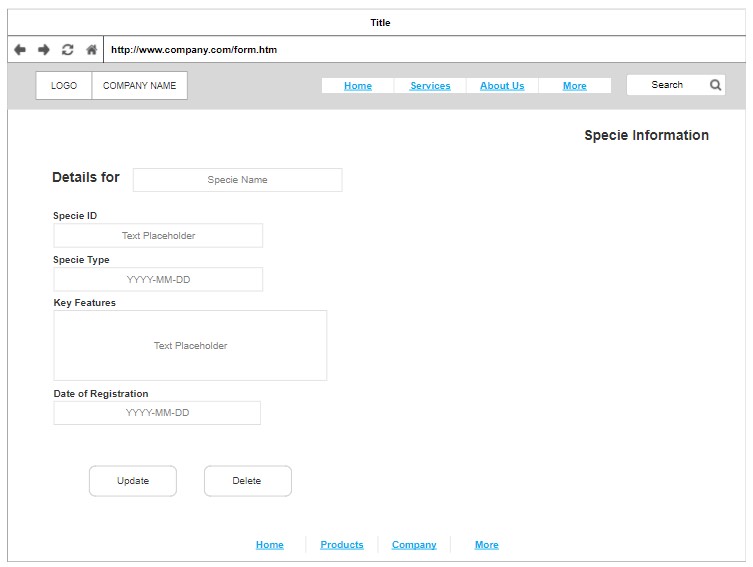 Title
http://www.company.com/form.htm
LOGO COMPANY NAME Home Services About Us More Search
Specie Information
Details for Specie Name
Specie ID
Text Placeholder
Specie Type
YYYY-MM-DD
Key Features
Text Placeholder
Date of Registration
YYYY-MM-DD
Update Delete
Home Products Company More